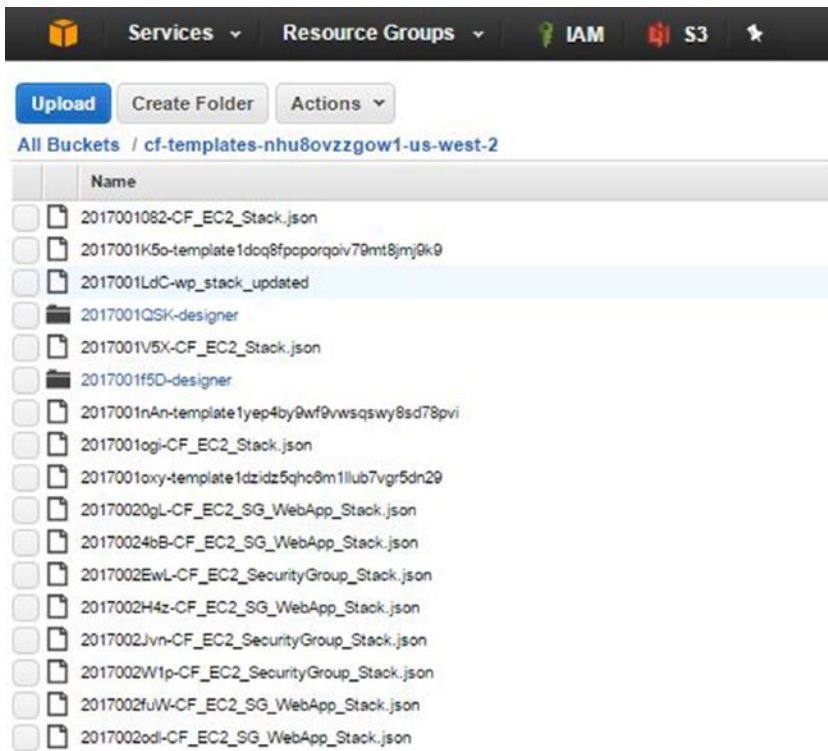 Services Resource Groups IAM S3
Upload Create Folder Actions
All Buckets / cf-templates-nhu8ovzzgow1-us-west-2
Name
2017001082-CF_EC2_Stack.json
2017001K5o-template1dcq8fpcporqoiv79mt8jmj9k9
2017001LdC-wp_stack_updated
2017001QSK-designer
2017001V5X-CF_EC2_Stack.json
2017001f5D-designer
2017001nAn-template1yep4by9wf9vwsqswy8sd78pvi
2017001ogi-CF_EC2_Stack.json
2017001oxy-template1dzidz5qhc6m1llub7vgr5dn29
20170020gL-CF_EC2_SG_WebApp_Stack.json
20170024bB-CF_EC2_SG_WebApp_Stack.json
2017002EwL-CF_EC2_SecurityGroup_Stack.json
2017002H4z-CF_EC2_SG_WebApp_Stack.json
2017002Jvn-CF_EC2_SecurityGroup_Stack.json
2017002W1p-CF_EC2_SecurityGroup_Stack.json
2017002fuW-CF_EC2_SG_WebApp_Stack.json
2017002odl-CF_EC2_SG_WebApp_Stack.json